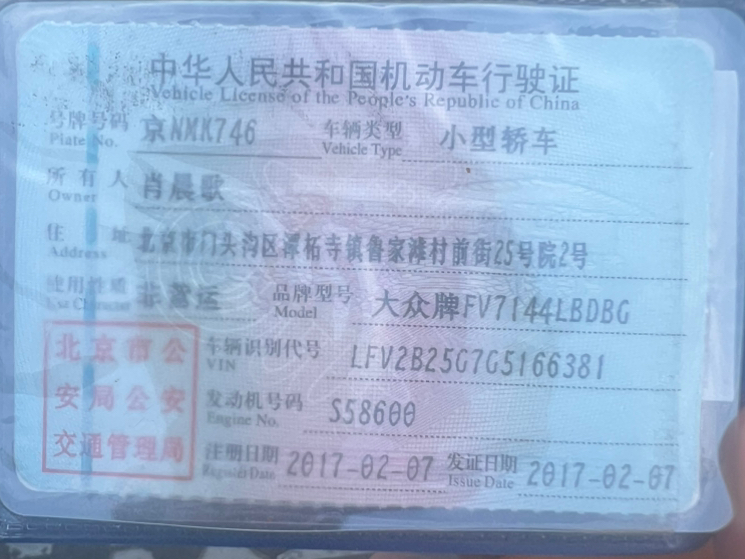 中华人民共和国机动车行驶证
Vehicle License of the People's Republic of China
号牌号码 京NMK746 车辆类型 小型轿车
Plate No. Vehicle Type
所有人 肖晨歌
Owner
住址 北京市门头沟区潭柘寺镇鲁家滩村前街25号院2号
Address
使用性质 非营运 品牌型号 大众牌FV7144LBDBG
Use Character Model
北京市公安局公安交通管理局
车辆识别代号 LFV2B25G7G5166381
VIN
发动机号码 S58600
Engine No.
注册日期 2017-02-07 发证日期 2017-02-07
Register Date Issue Date